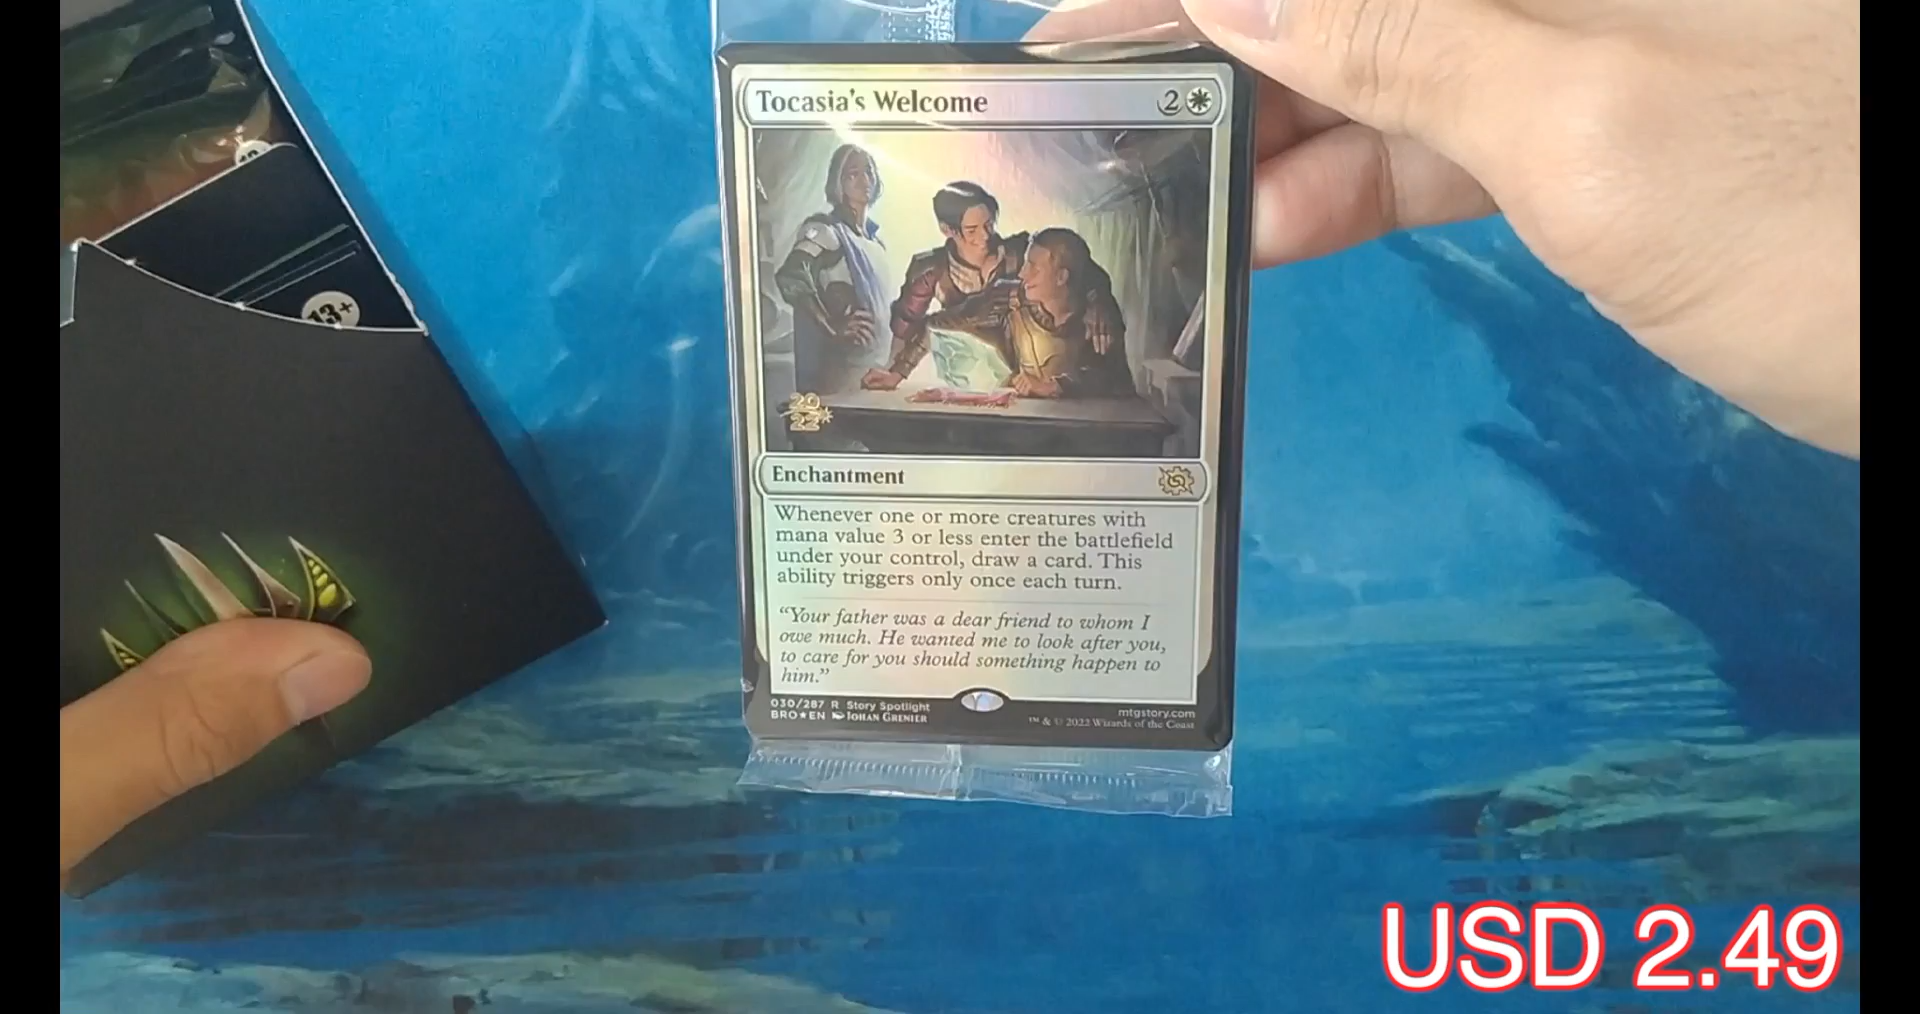 Tocasia's Welcome
2
20
22
Enchantment
Whenever one or more creatures with
mana value 3 or less enter the battlefield
under your control, draw a card. This
ability triggers only once each turn.
“Your father was a dear friend to whom I
owe much. He wanted me to look after you,
to care for you should something happen to
him.”
030/287 R Story Spotlight
BRO★EN Johan Grenier
mtgstory.com
™ & © 2022 Wizards of the Coast
13+
USD 2.49